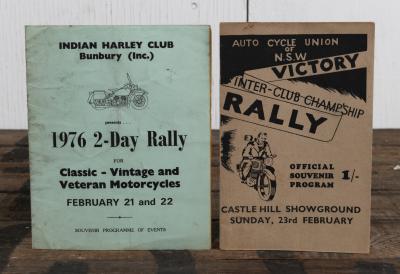 INDIAN HARLEY CLUB
Bunbury (Inc.)
presents ...
1976 2-Day Rally
FOR
Classic - Vintage and
Veteran Motorcycles
FEBRUARY 21 and 22
SOUVENIR PROGRAMME OF EVENTS
AUTO CYCLE UNION
OF
N.S.W
VICTORY
INTER-CLUB CHAMPSHIP
RALLY
OFFICIAL
SOUVENIR
PROGRAM
1/-
CASTLE HILL SHOWGROUND
SUNDAY, 23RD FEBRUARY